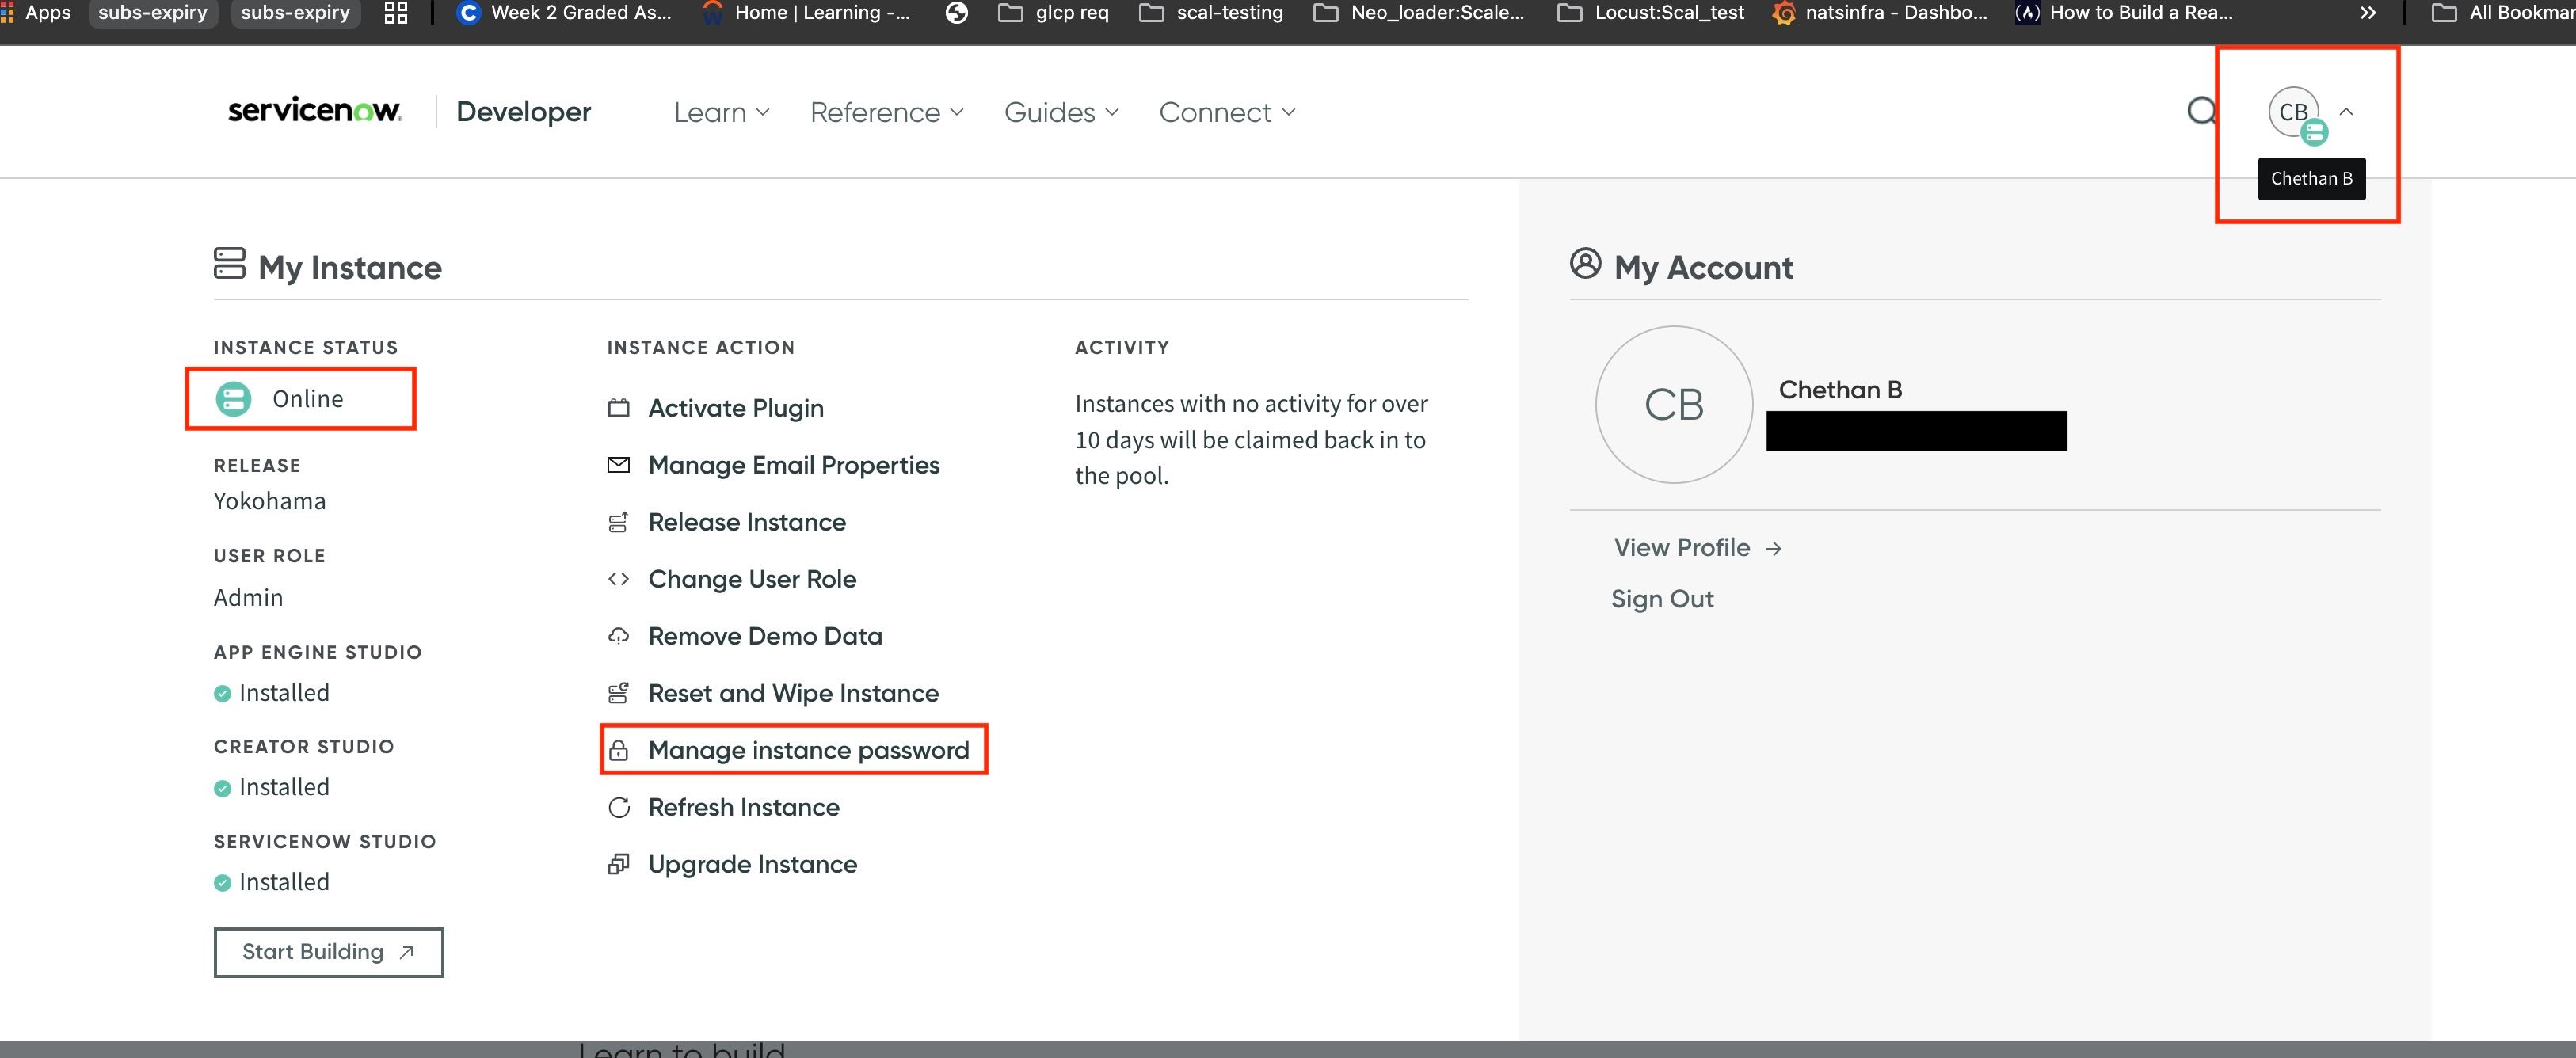 Apps subs-expiry subs-expiry Week 2 Graded As... Home | Learning -... glcp req scal-testing Neo_loader:Scale... Locust:Scal_test natsinfra - Dashbo... How to Build a Rea... All Bookmar
servicenow. Developer Learn Reference Guides Connect CB
Chethan B
My Instance
INSTANCE STATUS
Online
RELEASE
Yokohama
USER ROLE
Admin
APP ENGINE STUDIO
Installed
CREATOR STUDIO
Installed
SERVICENOW STUDIO
Installed
Start Building
INSTANCE ACTION
Activate Plugin
Manage Email Properties
Release Instance
Change User Role
Remove Demo Data
Reset and Wipe Instance
Manage instance password
Refresh Instance
Upgrade Instance
ACTIVITY
Instances with no activity for over
10 days will be claimed back in to
the pool.
My Account
CB
Chethan B
View Profile
Sign Out
Learn to build